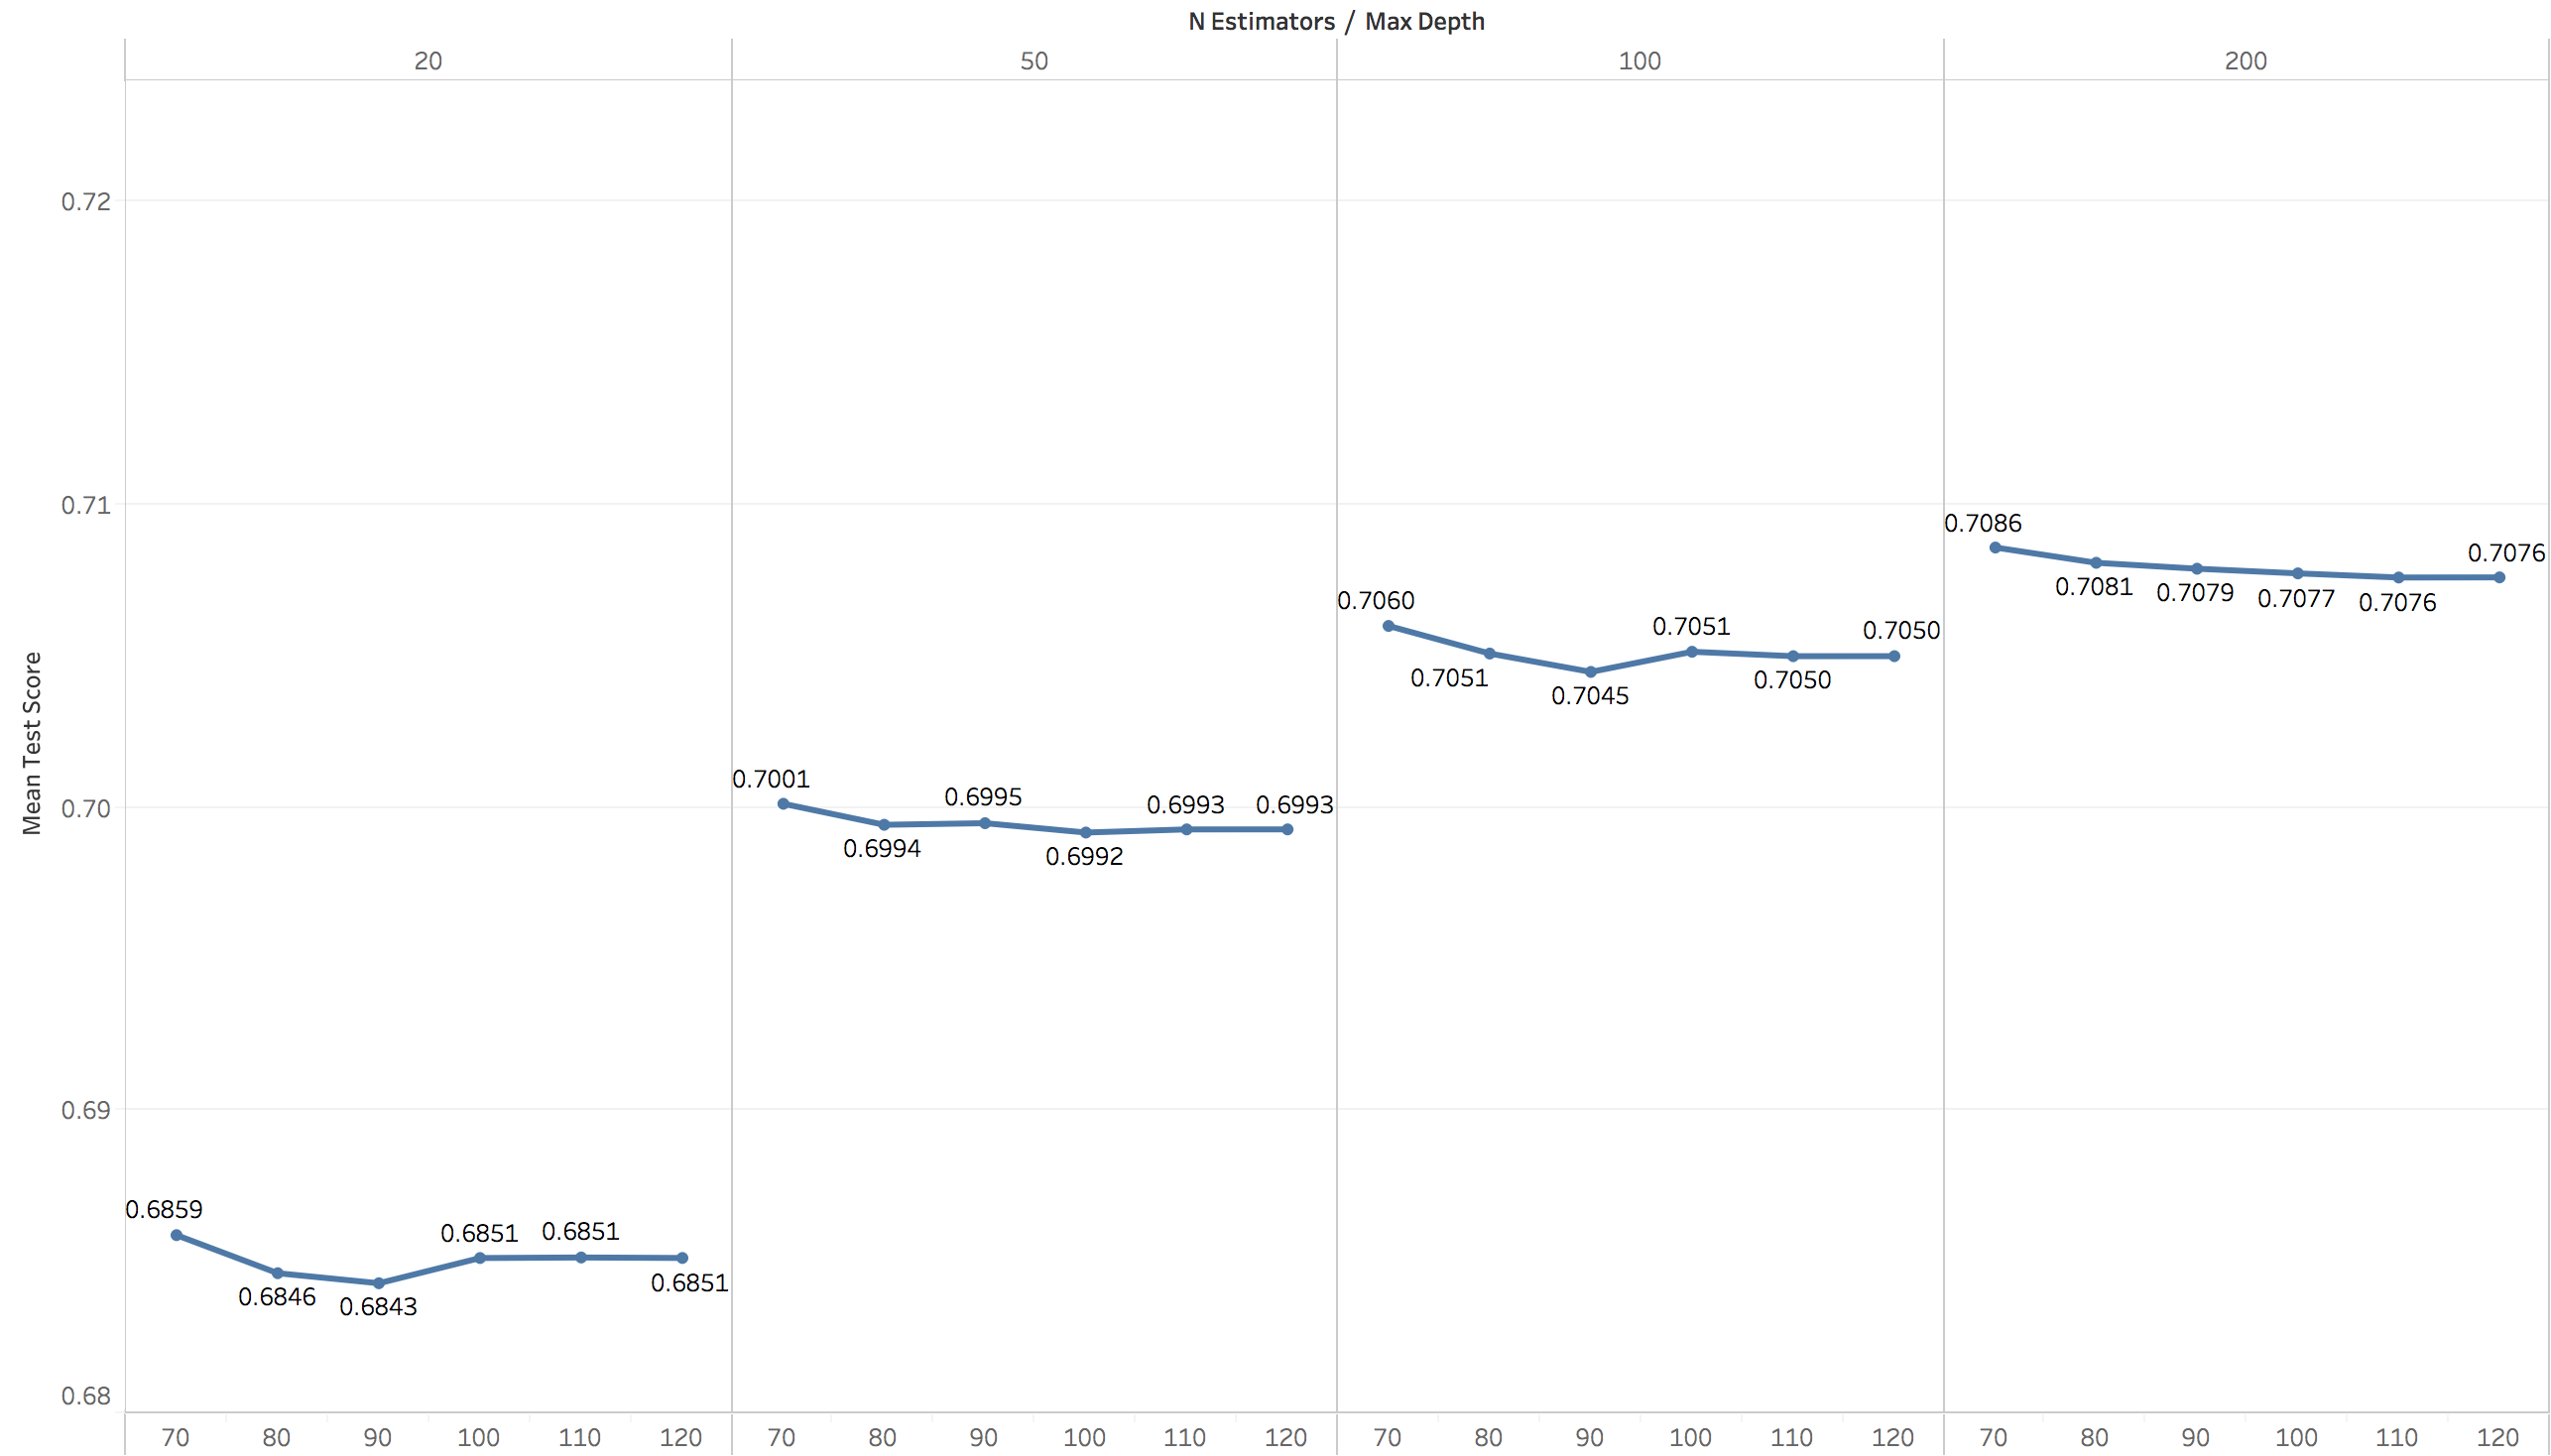 N Estimators / Max Depth
20 50 100 200
0.72
0.71
0.70
0.69
0.68
Mean Test Score
0.6859 0.6846 0.6843 0.6851 0.6851 0.6851
0.7001 0.6994 0.6995 0.6992 0.6993 0.6993
0.7060 0.7051 0.7045 0.7051 0.7050 0.7050
0.7086 0.7081 0.7079 0.7077 0.7076 0.7076
70 80 90 100 110 120 70 80 90 100 110 120 70 80 90 100 110 120 70 80 90 100 110 120